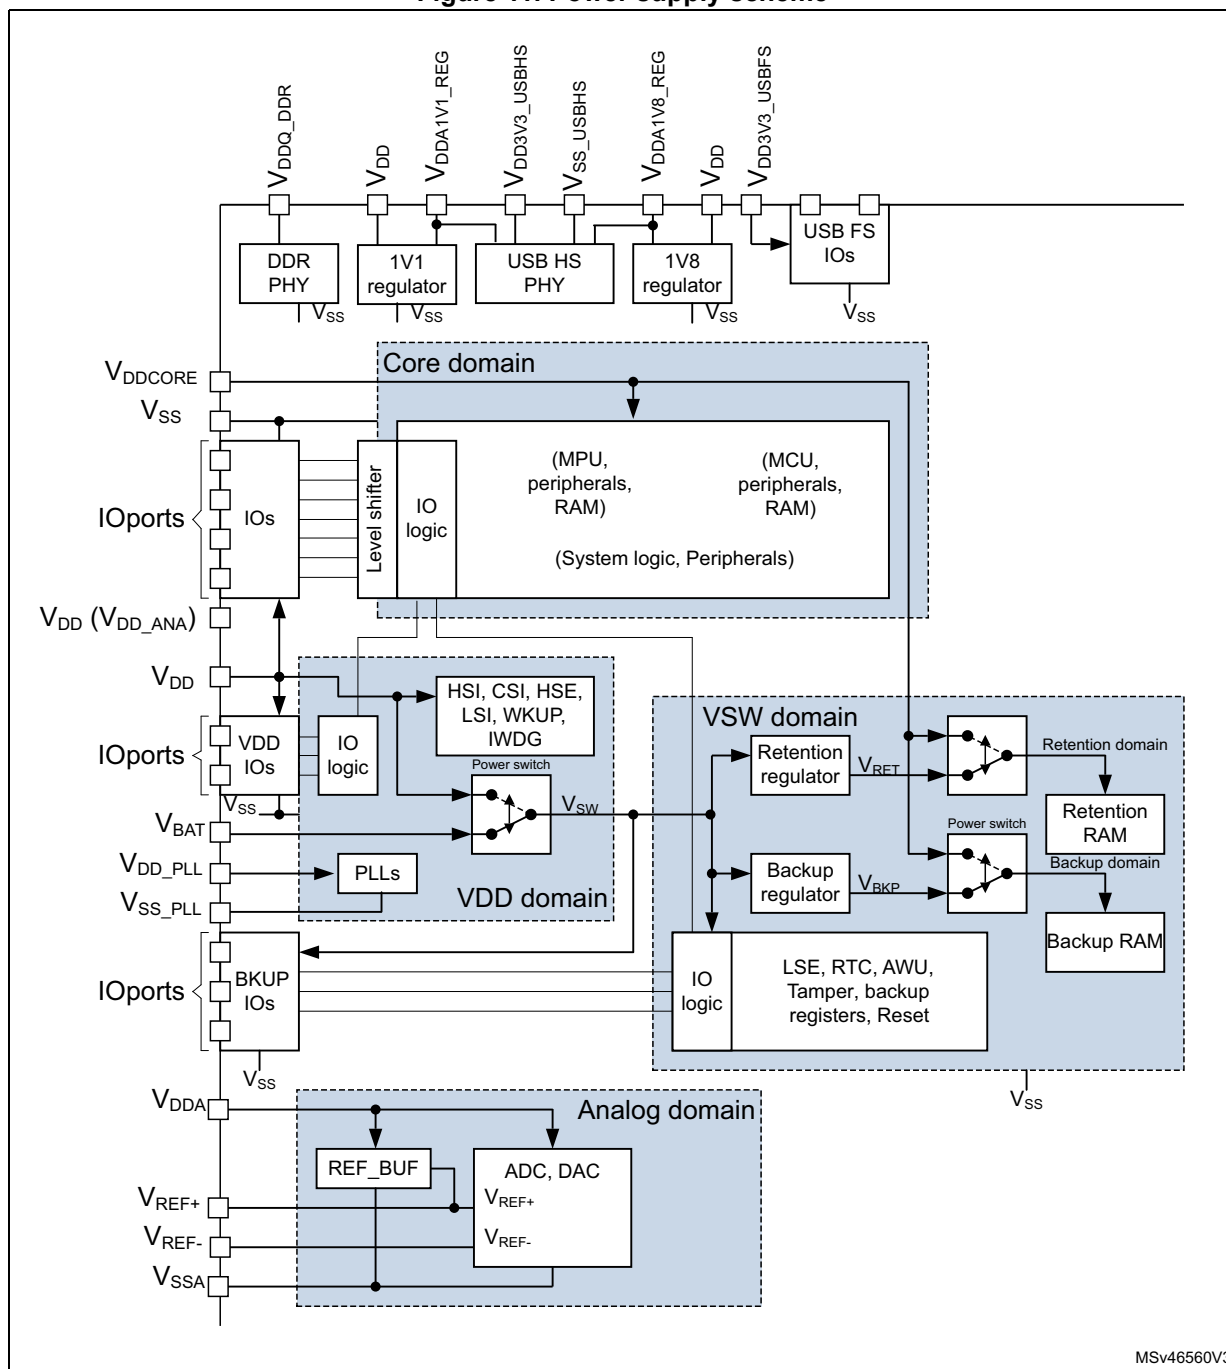 VDDQ_DDR
VDD
VDDA1V1_REG
VDD3V3_USBHS
VSS_USBHS
VDDA1V8_REG
VDD
VDD3V3_USBFS
DDR
PHY
1V1
regulator
USB HS
PHY
1V8
regulator
USB FS
IOs
VSS
VSS
VSS
VSS
Core domain
VDDCORE
VSS
IOports
IOs
Level shifter
IO
logic
(MPU,
peripherals,
RAM)
(MCU,
peripherals,
RAM)
(System logic, Peripherals)
VDD (VDD_ANA)
VDD
HSI, CSI, HSE,
LSI, WKUP,
IWDG
IOports
VDD
IOs
IO
logic
Power switch
VSS
VSW
VBAT
VDD_PLL
PLLs
VSS_PLL
VDD domain
VSW domain
Retention
regulator
VRET
Retention domain
Retention
RAM
Power switch
Backup
regulator
VBKP
Backup domain
Backup RAM
IOports
BKUP
IOs
IO
logic
LSE, RTC, AWU,
Tamper, backup
registers, Reset
VSS
VSS
VDDA
Analog domain
REF_BUF
ADC, DAC
VREF+
VREF+
VREF-
VREF-
VSSA
MSv46560V3